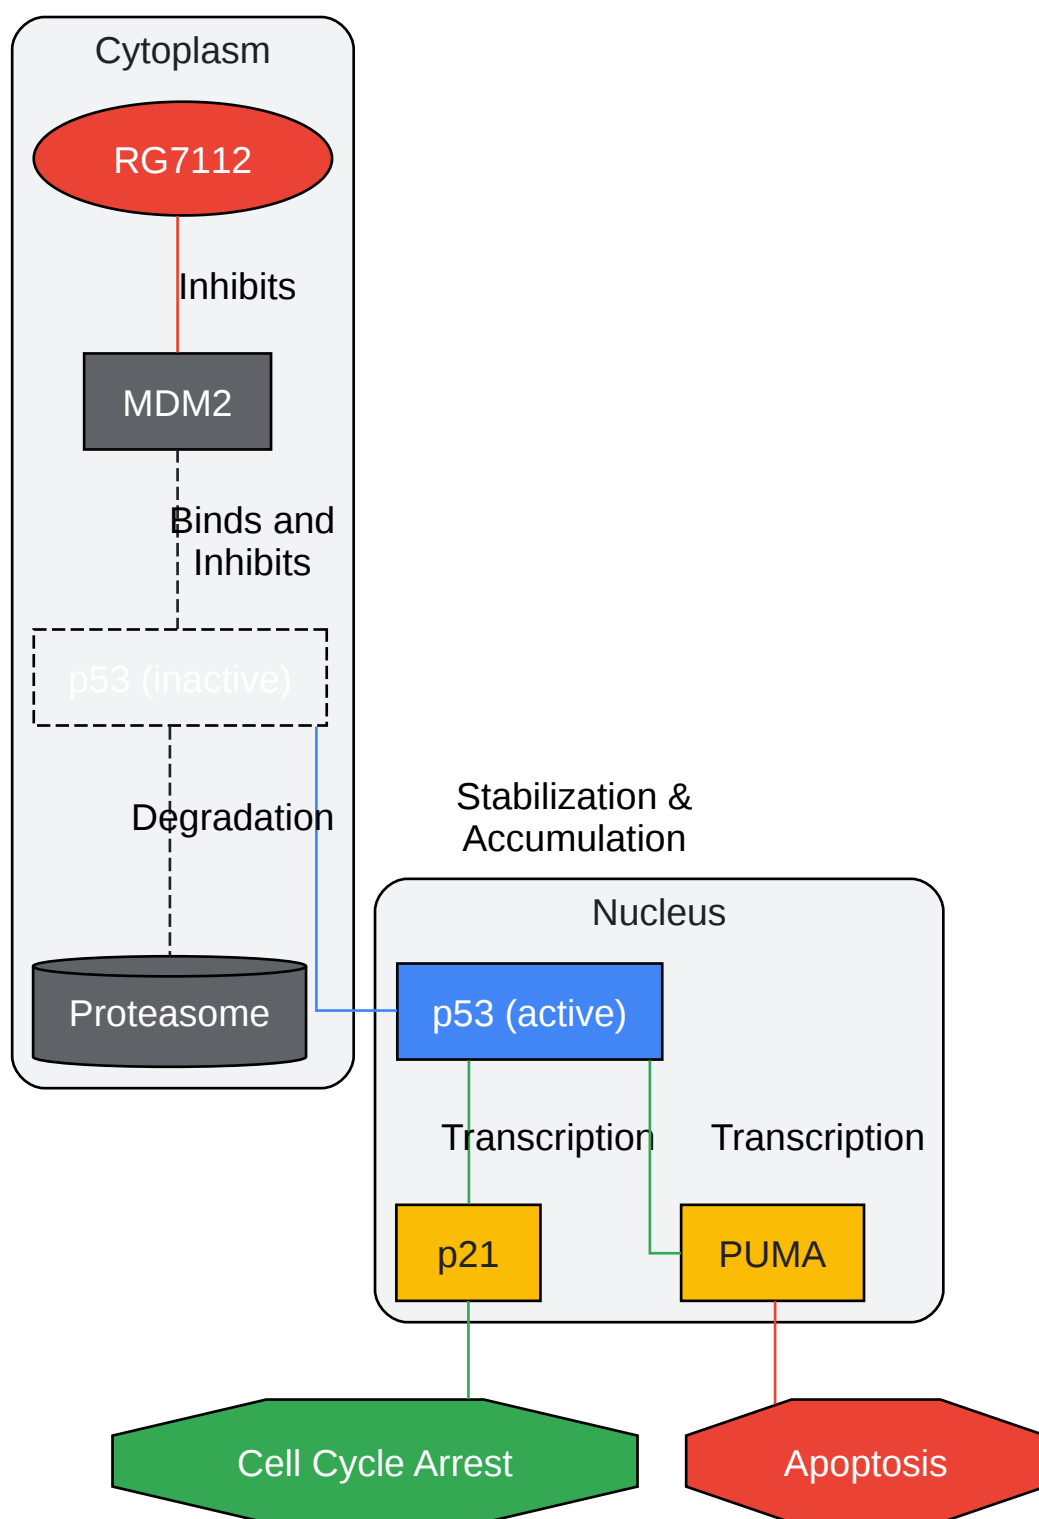 Cytoplasm
RG7112
Inhibits
MDM2
Binds and
Inhibits
p53 (inactive)
Degradation
Stabilization &
Accumulation
Nucleus
Proteasome
p53 (active)
Transcription
Transcription
p21
PUMA
Cell Cycle Arrest
Apoptosis